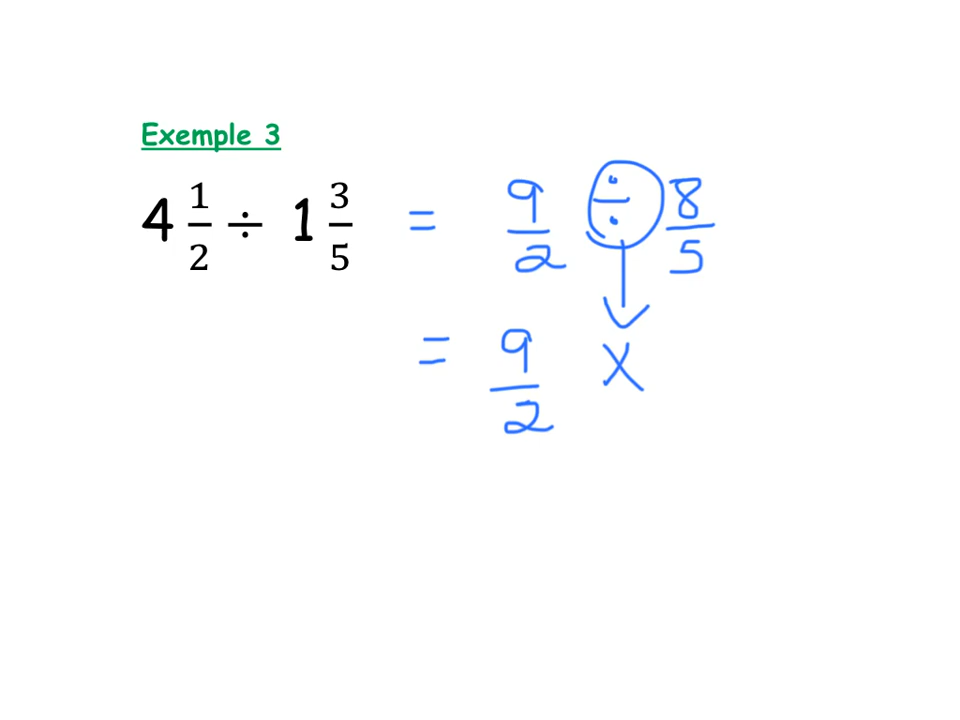 Exemple 3
4 1/2 ÷ 1 3/5 = 9/2 ÷ 8/5
= 9/2 X